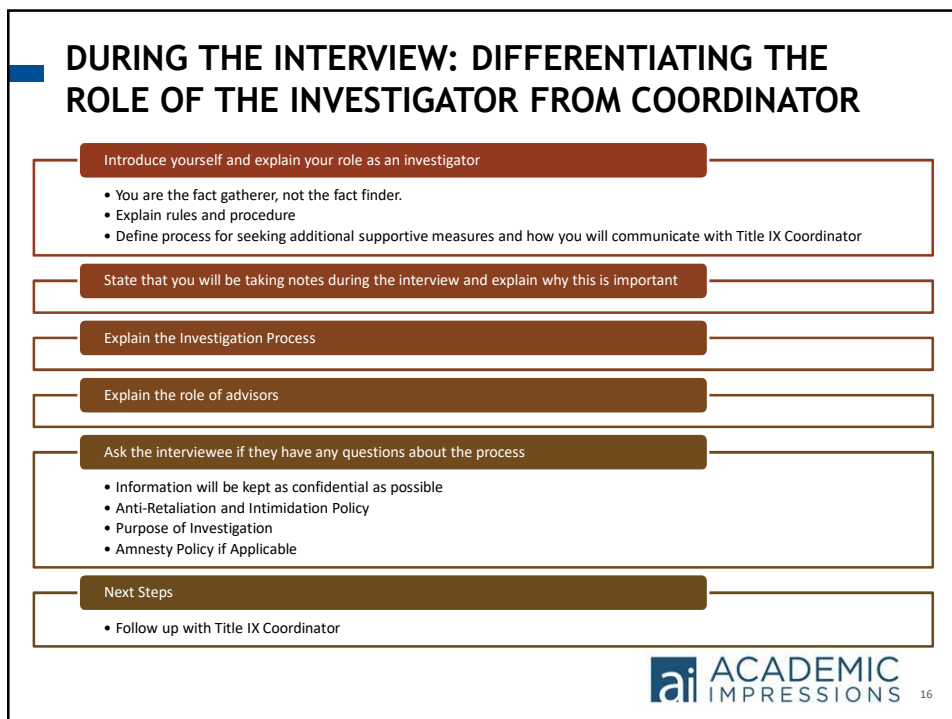 DURING THE INTERVIEW: DIFFERENTIATING THE
ROLE OF THE INVESTIGATOR FROM COORDINATOR
Introduce yourself and explain your role as an investigator
• You are the fact gatherer, not the fact finder.
• Explain rules and procedure
• Define process for seeking additional supportive measures and how you will communicate with Title IX Coordinator
State that you will be taking notes during the interview and explain why this is important
Explain the Investigation Process
Explain the role of advisors
Ask the interviewee if they have any questions about the process
• Information will be kept as confidential as possible
• Anti-Retaliation and Intimidation Policy
• Purpose of Investigation
• Amnesty Policy if Applicable
Next Steps
• Follow up with Title IX Coordinator
ai ACADEMIC
IMPRESSIONS
16